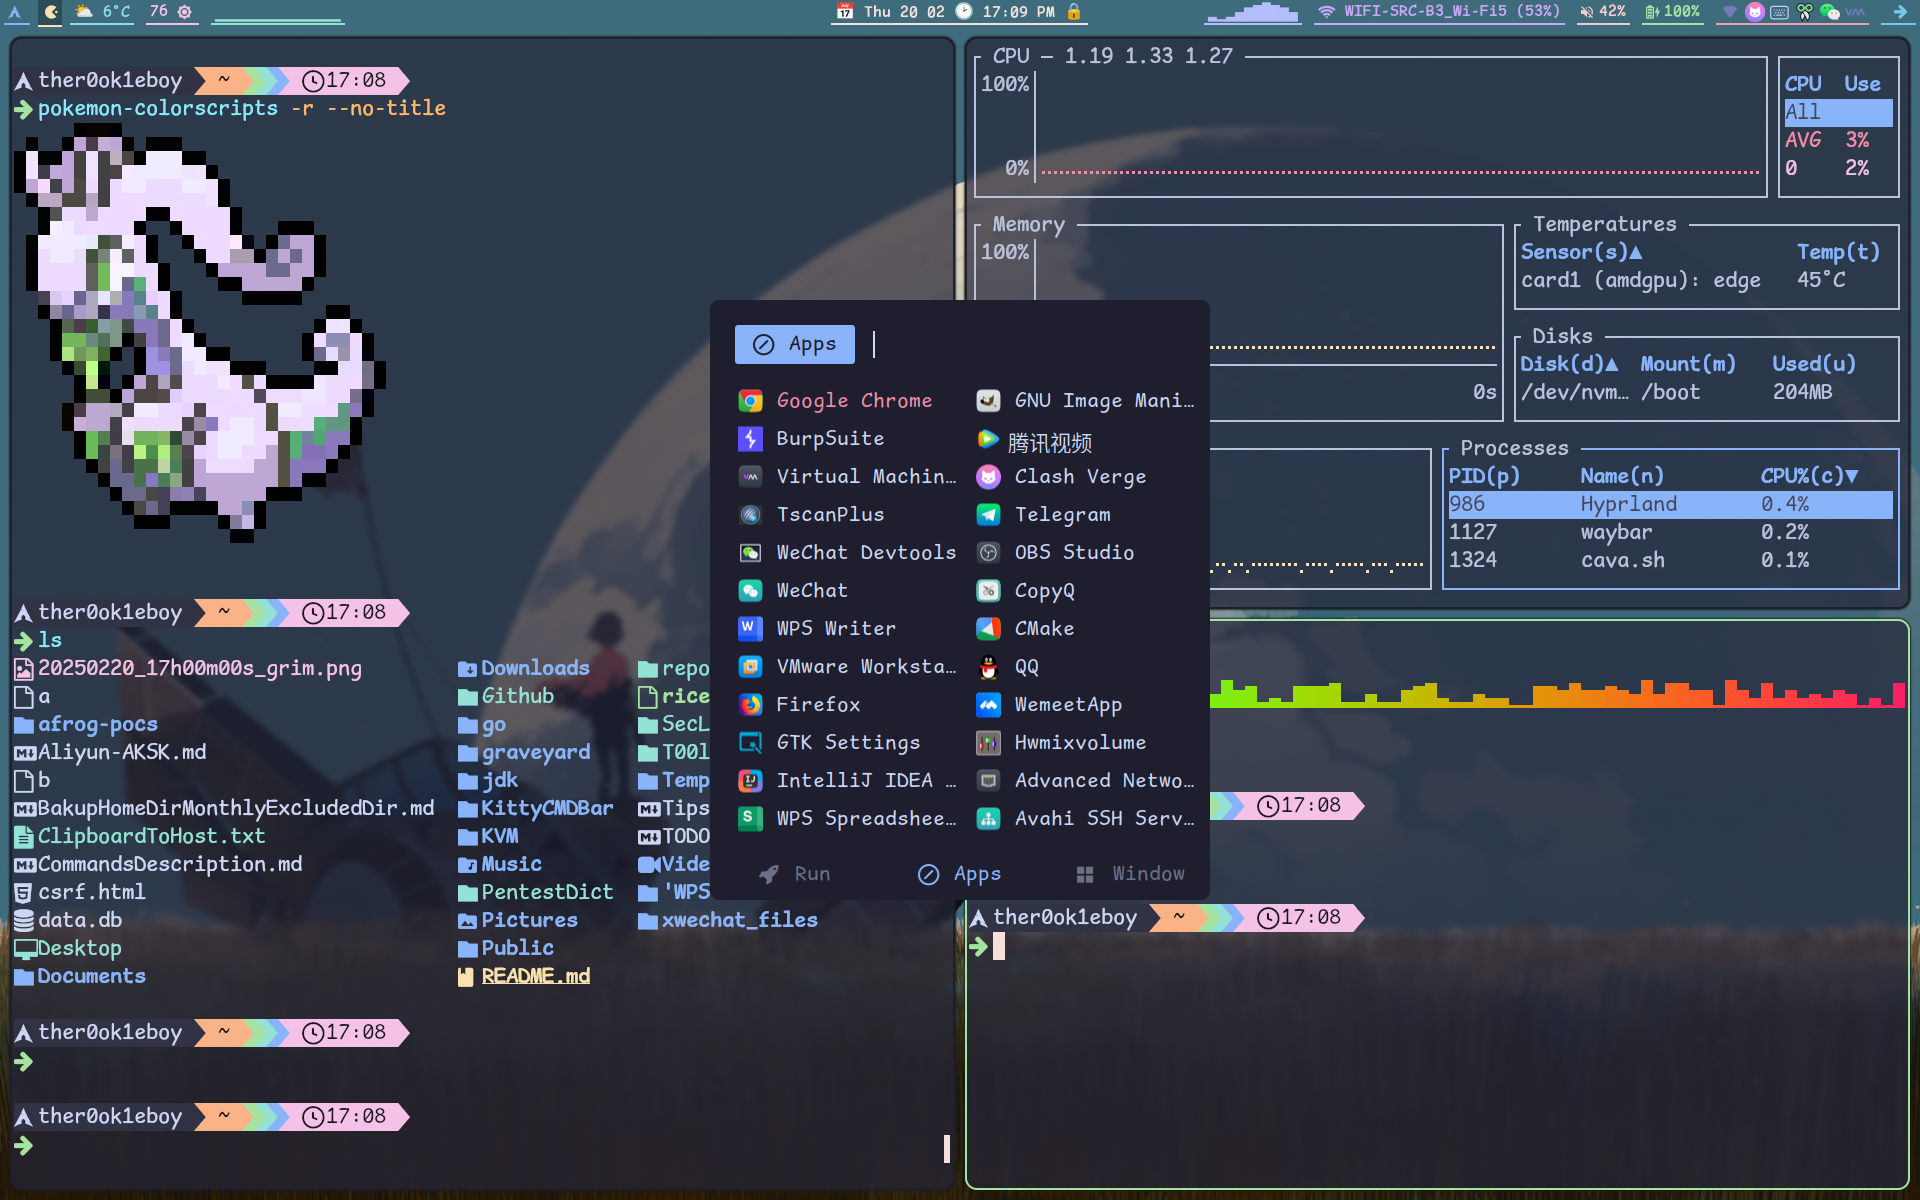 6°C 76 Thu 20 02 17:09 PM WIFI-SRC-B3_Wi-Fi5 (53%) 42% 100%
ther0ok1eboy ~ 17:08
pokemon-colorscripts -r --no-title
ther0ok1eboy ~ 17:08
ls
20250220_17h00m00s_grim.png Downloads repo
a Github rice
afrog-pocs go SecL
Aliyun-AKSK.md graveyard T00l
b jdk Temp
BakupHomeDirMonthlyExcludedDir.md KittyCMDBar Tips
ClipboardToHost.txt KVM TODO
CommandsDescription.md Music Vide
csrf.html PentestDict 'WPS
data.db Pictures xwechat_files
Desktop Public
Documents README.md
ther0ok1eboy ~ 17:08
ther0ok1eboy ~ 17:08
CPU — 1.19 1.33 1.27
100%
0%
CPU Use
All
AVG 3%
0 2%
Memory
100%
0s
Temperatures
Sensor(s)▲ Temp(t)
card1 (amdgpu): edge 45°C
Disks
Disk(d)▲ Mount(m) Used(u)
/dev/nvm… /boot 204MB
Processes
PID(p) Name(n) CPU%(c)▼
986 Hyprland 0.4%
1127 waybar 0.2%
1324 cava.sh 0.1%
Apps
Google Chrome GNU Image Mani…
BurpSuite 腾讯视频
Virtual Machin… Clash Verge
TscanPlus Telegram
WeChat Devtools OBS Studio
WeChat CopyQ
WPS Writer CMake
VMware Worksta… QQ
Firefox WemeetApp
GTK Settings Hwmixvolume
IntelliJ IDEA … Advanced Netwo…
WPS Spreadshee… Avahi SSH Serv…
Run Apps Window
17:08
ther0ok1eboy ~ 17:08